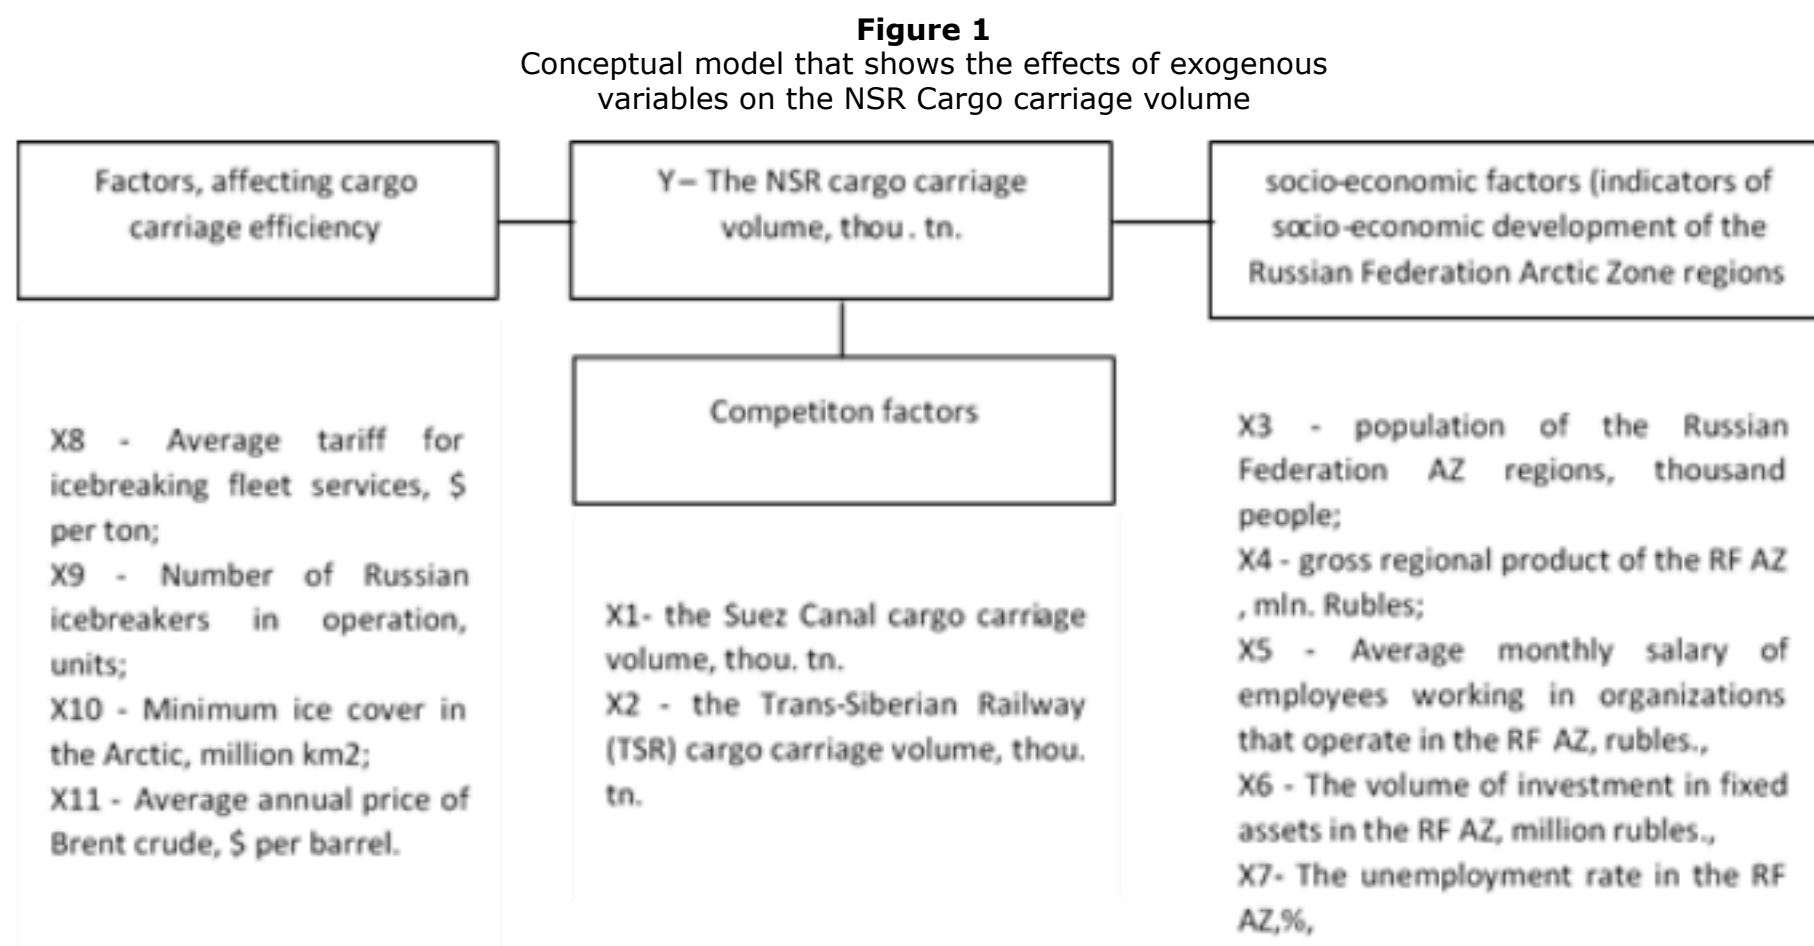 Figure 1
Conceptual model that shows the effects of exogenous
variables on the NSR Cargo carriage volume
Factors, affecting cargo
carriage efficiency
Y– The NSR cargo carriage
volume, thou. tn.
socio-economic factors (indicators of
socio-economic development of the
Russian Federation Arctic Zone regions
Competiton factors
X8 - Average tariff for
icebreaking fleet services, $
per ton;
X9 - Number of Russian
icebreakers in operation,
units;
X10 - Minimum ice cover in
the Arctic, million km2;
X11 - Average annual price of
Brent crude, $ per barrel.
X1- the Suez Canal cargo carriage
volume, thou. tn.
X2 - the Trans-Siberian Railway
(TSR) cargo carriage volume, thou.
tn.
X3 - population of the Russian
Federation AZ regions, thousand
people;
X4 - gross regional product of the RF AZ
, mln. Rubles;
X5 - Average monthly salary of
employees working in organizations
that operate in the RF AZ, rubles.,
X6 - The volume of investment in fixed
assets in the RF AZ, million rubles.,
X7- The unemployment rate in the RF
AZ,%,